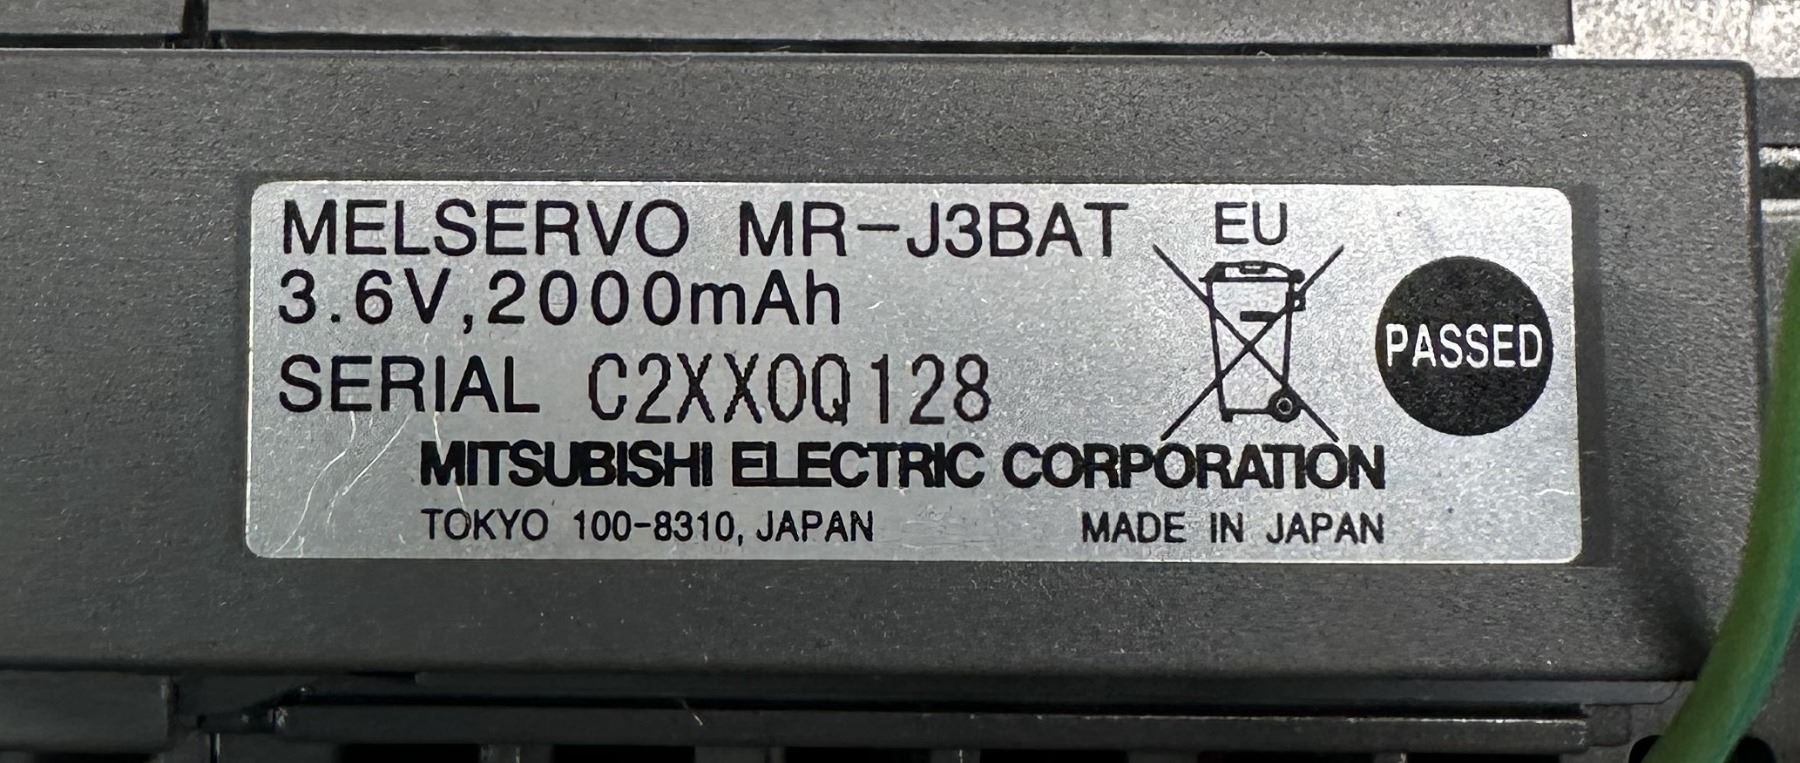 MELSERVO MR-J3BAT EU
3.6V,2000mAh
PASSED
SERIAL C2XX0Q128
MITSUBISHI ELECTRIC CORPORATION
TOKYO 100-8310, JAPAN MADE IN JAPAN